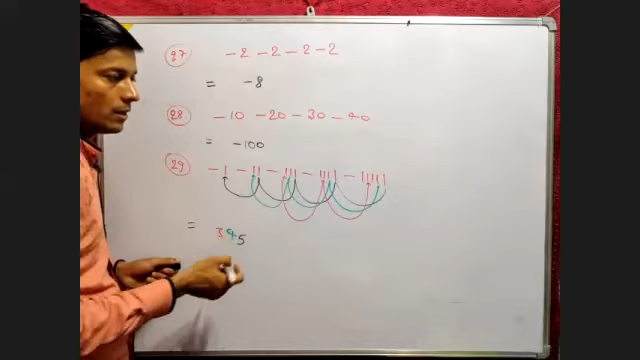 27 -2 -2 -2 -2
= -8
28 -10 -20 -30 -40
= -100
29 -1 -11 -111 -1111 -11111
= 345